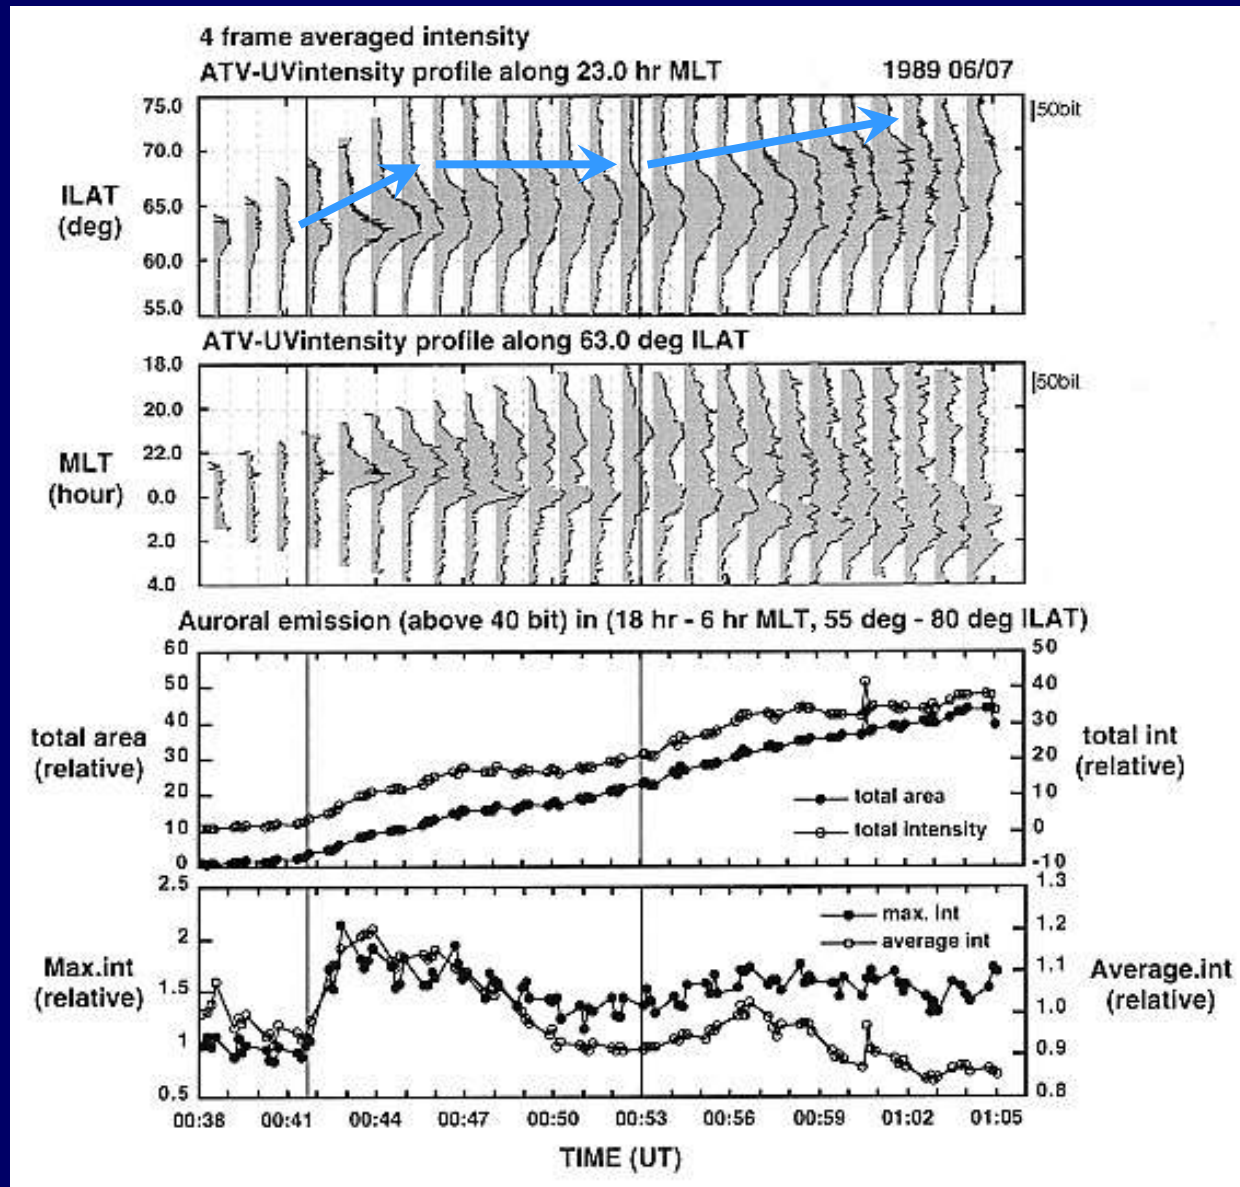 4 frame averaged intensity
ATV-UVintensity profile along 23.0 hr MLT 1989 06/07
75.0
70.0
65.0
60.0
55.0
ILAT
(deg)
50bit
ATV-UVintensity profile along 63.0 deg ILAT
18.0
20.0
22.0
0.0
2.0
4.0
MLT
(hour)
50bit
Auroral emission (above 40 bit) in (18 hr - 6 hr MLT, 55 deg - 80 deg ILAT)
60
50
40
30
20
10
0
total area
(relative)
50
40
30
20
10
0
-10
total int
(relative)
total area
total intensity
2.5
2
1.5
1
0.5
Max.int
(relative)
1.3
1.2
1.1
1.0
0.9
0.8
Average.int
(relative)
max. int
average int
00:38 00:41 00:44 00:47 00:50 00:53 00:56 00:59 01:02 01:05
TIME (UT)